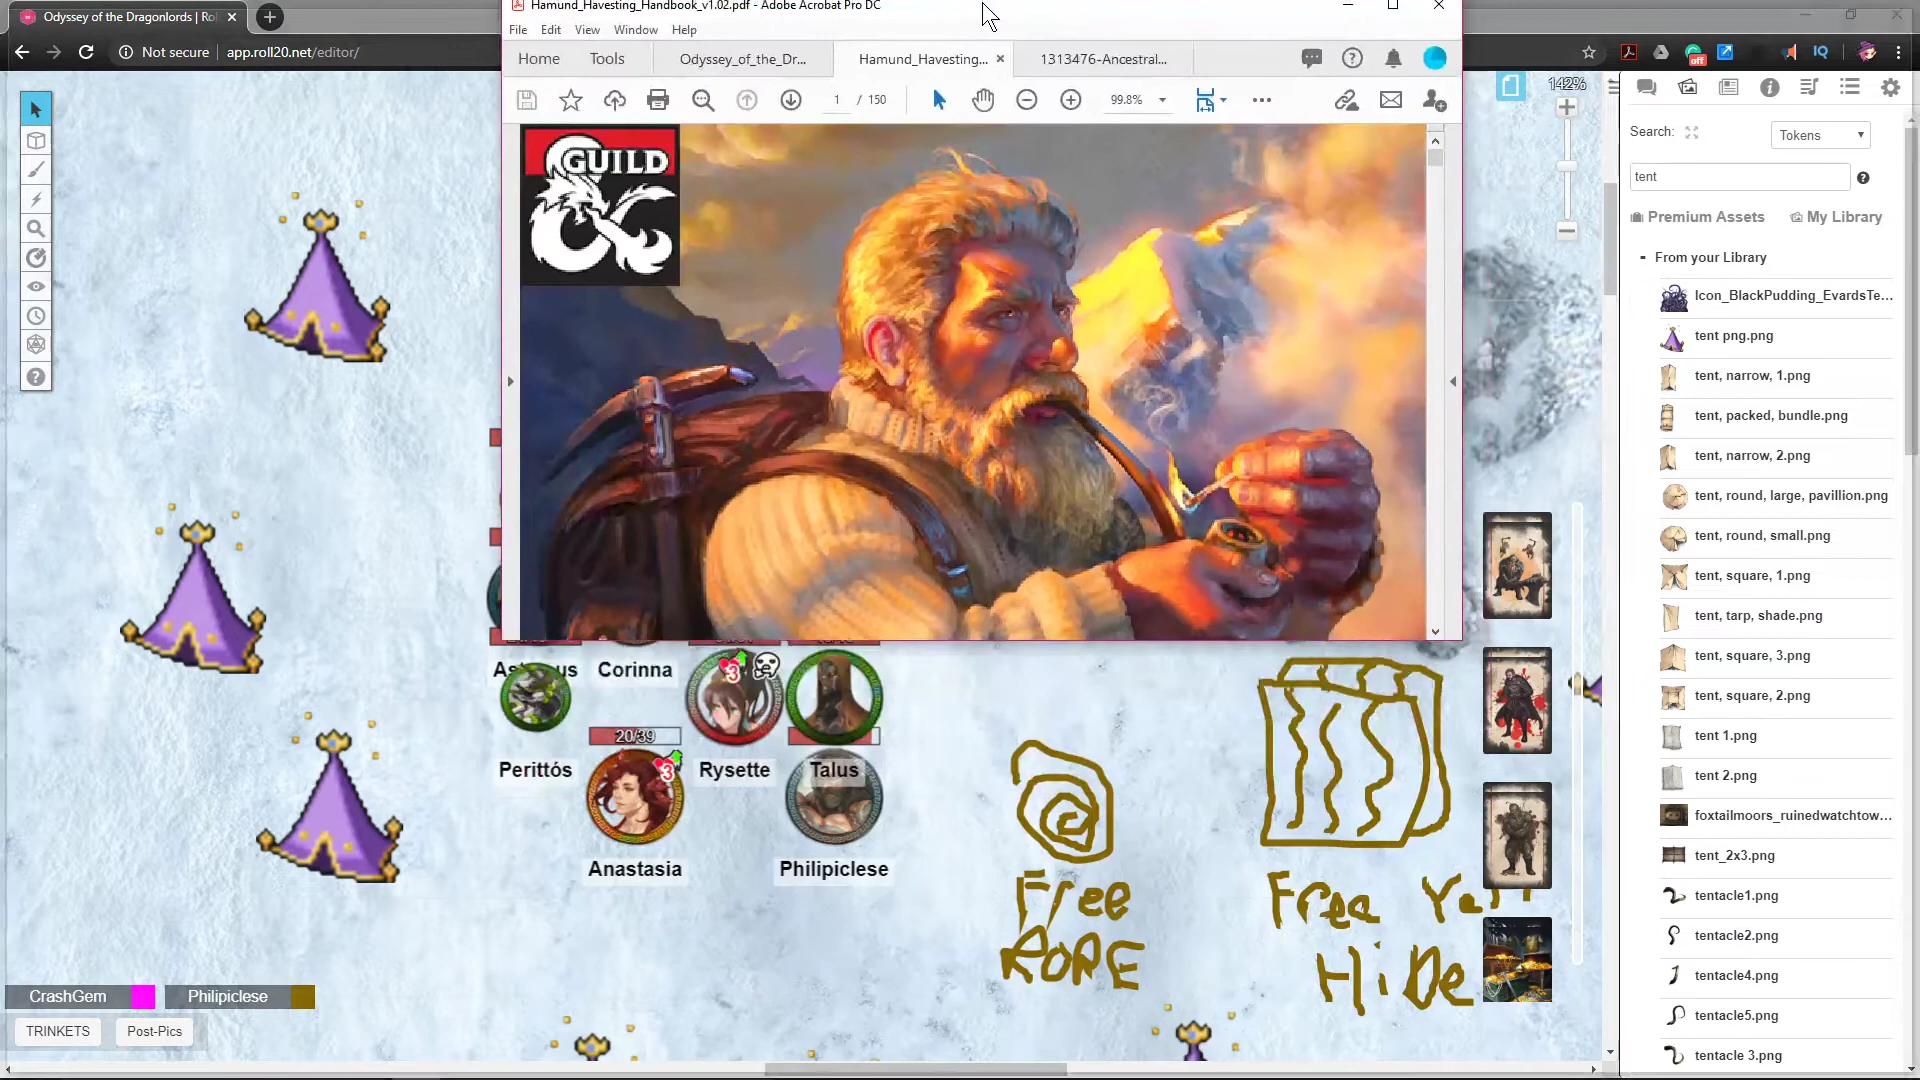 Odyssey of the Dragonlords | Rol
Not secure
app.roll20.net/editor/
Hamund_Havesting_Handbook_v1.02.pdf - Adobe Acrobat Pro DC
File Edit View Window Help
Home Tools Odyssey_of_the_Dr... Hamund_Havesting... 1313476-Ancestral...
1 / 150 99.8%
off
IQ
142%
GUILD
Search: Tokens
tent
Premium Assets My Library
From your Library
Icon_BlackPudding_EvardsTe...
tent png.png
tent, narrow, 1.png
tent, packed, bundle.png
tent, narrow, 2.png
tent, round, large, pavillion.png
tent, round, small.png
tent, square, 1.png
tent, tarp, shade.png
tent, square, 3.png
tent, square, 2.png
tent 1.png
tent 2.png
foxtailmoors_ruinedwatchtow...
tent_2x3.png
tentacle1.png
tentacle2.png
tentacle4.png
tentacle5.png
tentacle 3.png
Corinna
3
20/39
3
Perittós Rysette Talus
Anastasia Philipiclese
Free
ROPE
Free
HiDe
CrashGem Philipiclese
TRINKETS Post-Pics